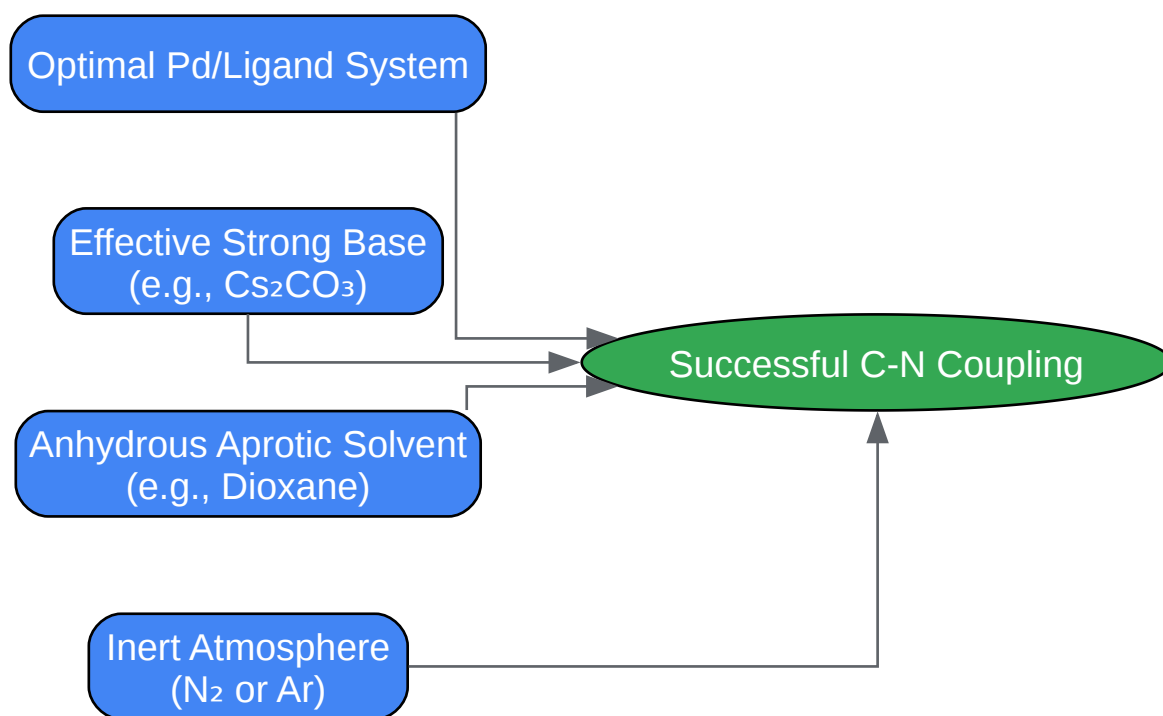 Optimal Pd/Ligand System
Effective Strong Base
(e.g., Cs₂CO₃)
Successful C-N Coupling
Anhydrous Aprotic Solvent
(e.g., Dioxane)
Inert Atmosphere
(N₂ or Ar)